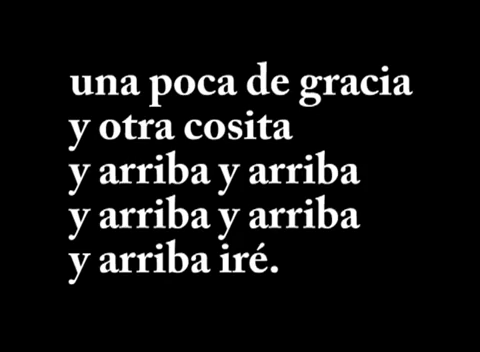 una poca de gracia
y otra cosita
y arriba y arriba
y arriba y arriba
y arriba iré.